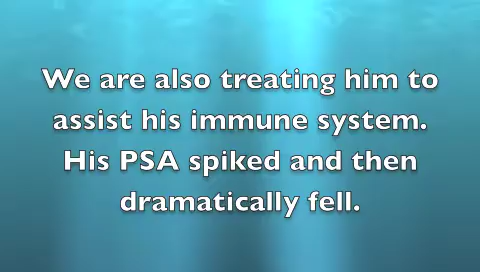 We are also treating him to
assist his immune system.
His PSA spiked and then
dramatically fell.